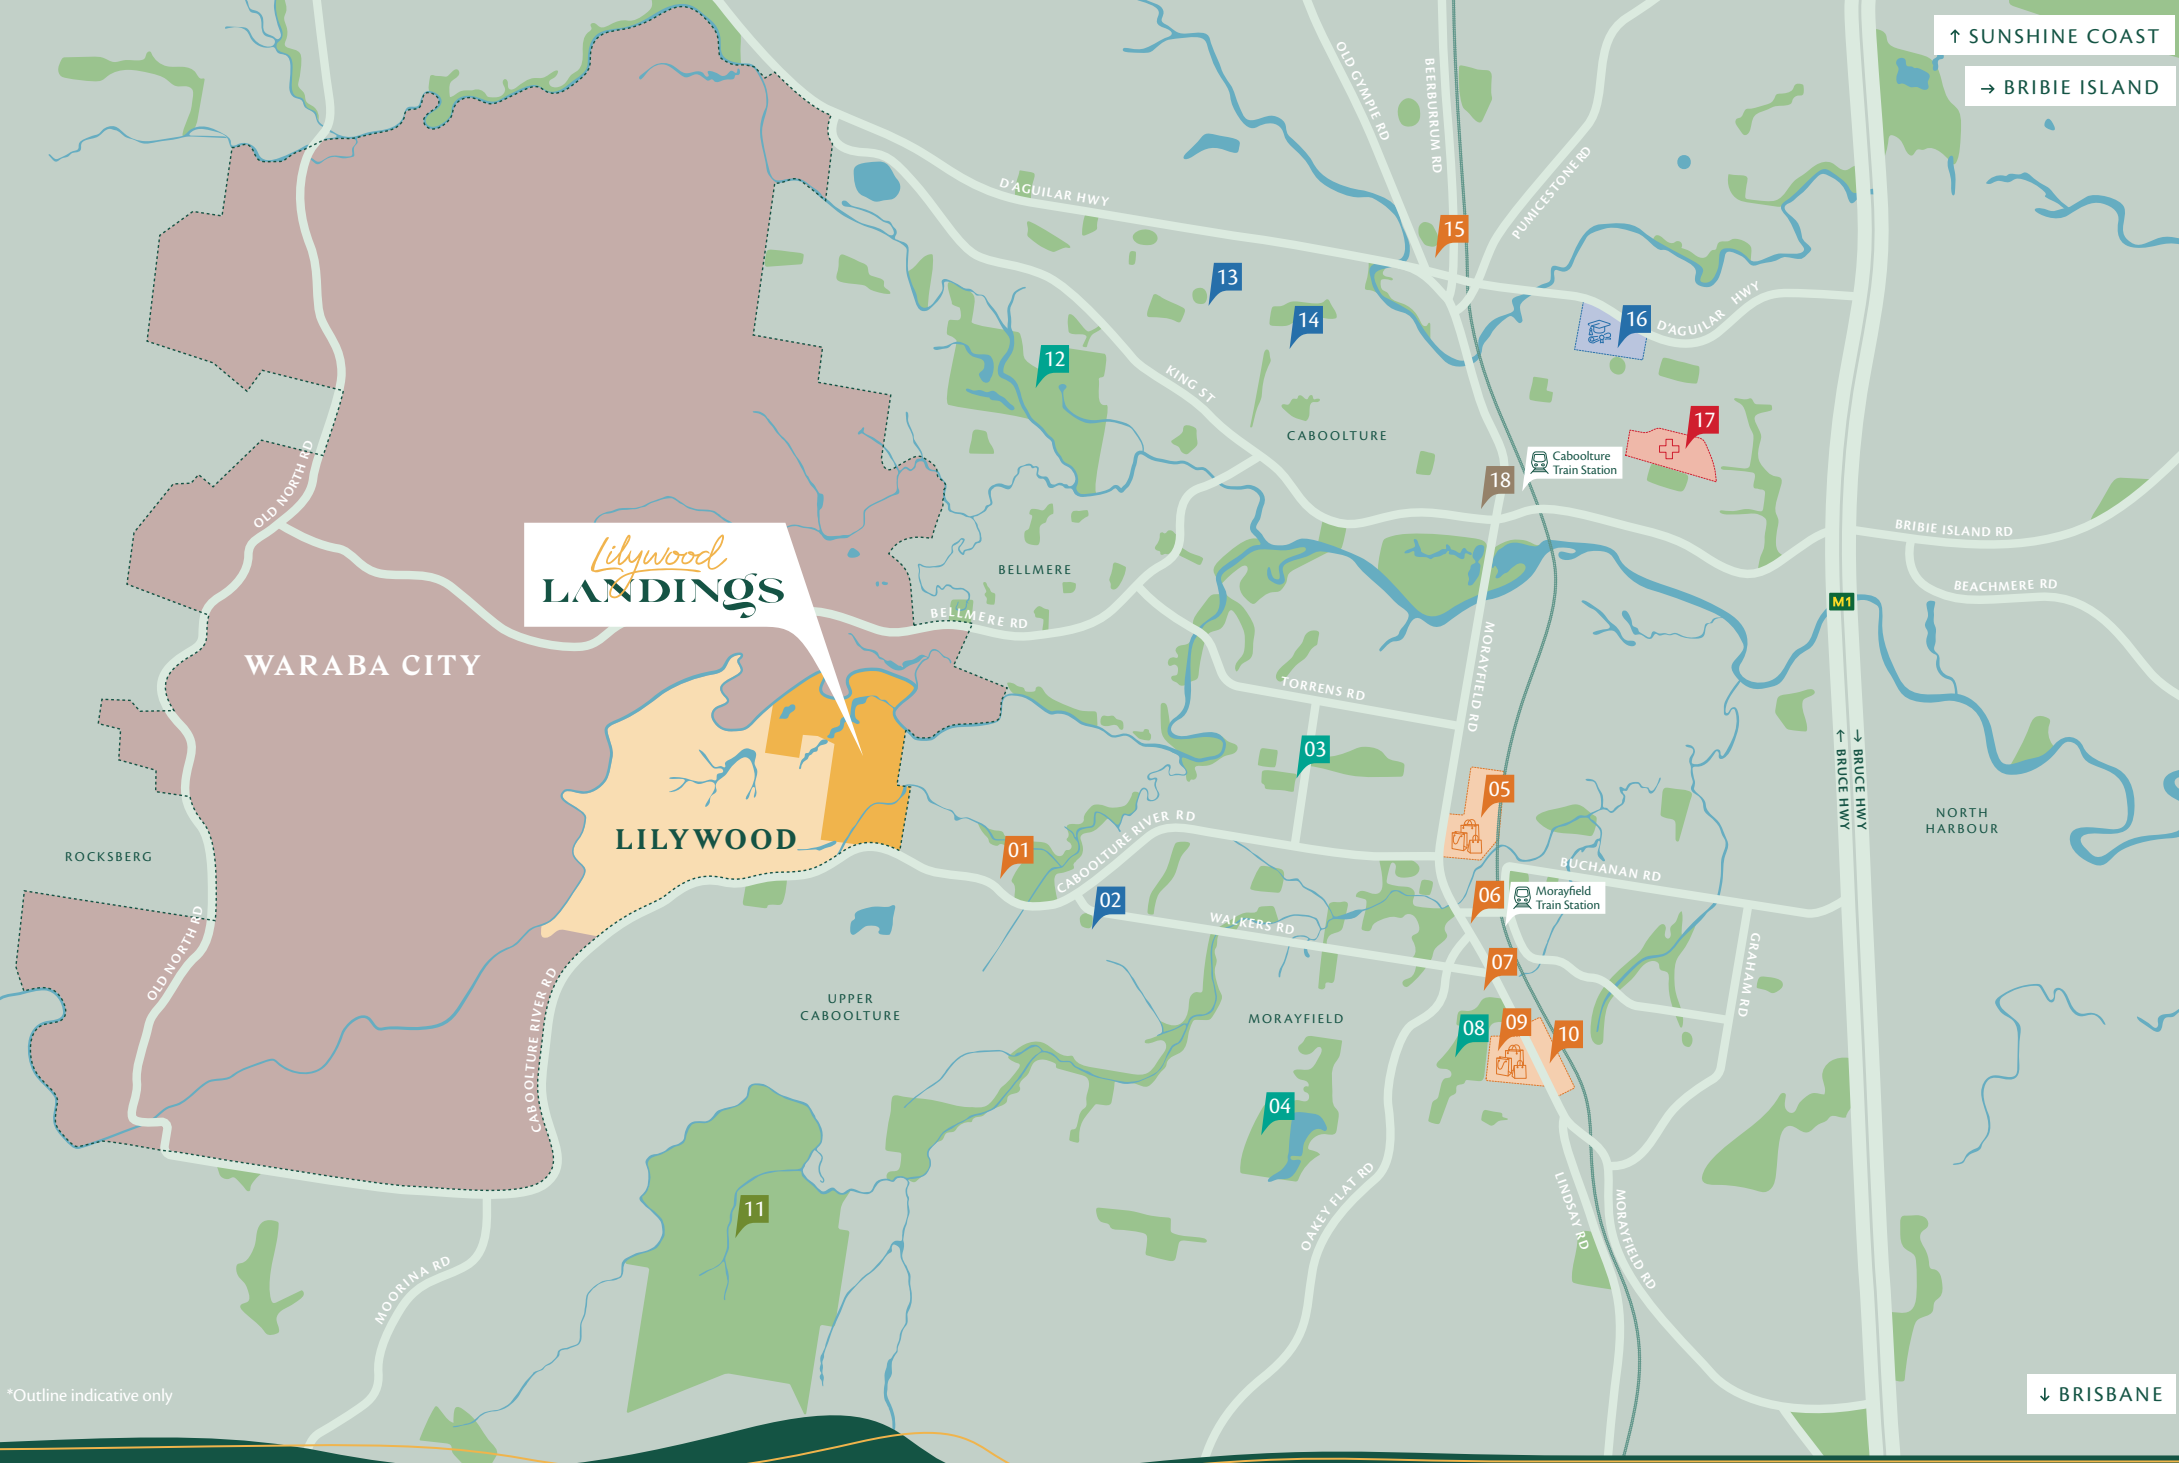 ↑ SUNSHINE COAST
→ BRIBIE ISLAND
OLD GYMPIE RD
BEERBURRUM RD
PUMICESTONE RD
D'AGUILAR HWY
15
13
14
16
D'AGUILAR HWY
12
KING ST
17
CABOOLTURE
Caboolture
Train Station
18
OLD NORTH RD
BRIBIE ISLAND RD
Lilywood
LANDINGS
BELLMERE
BEACHMERE RD
M1
BELLMERE RD
WARABA CITY
MORAYFIELD RD
TORRENS RD
03
↑ BRUCE HWY
→ BRUCE HWY
05
NORTH
HARBOUR
LILYWOOD
01
CABOOLTURE RIVER RD
ROCKSBERG
BUCHANAN RD
02
06
Morayfield
Train Station
WALKERS RD
OLD NORTH RD
GRAHAM RD
07
UPPER
CABOOLTURE
MORAYFIELD
08
09
10
CABOOLTURE RIVER RD
04
OAKEY FLAT RD
LINDSAY RD
MORAYFIELD RD
11
MOORINA RD
*Outline indicative only
↓ BRISBANE